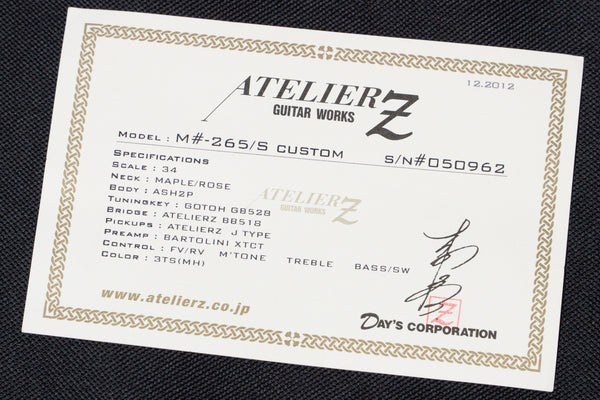 12.2012
ATELIER Z
GUITAR WORKS
MODEL : M#-265/S CUSTOM S/N#050962
SPECIFICATIONS
SCALE : 34
NECK : MAPLE/ROSE
BODY : ASH2P
TUNINGKEY : GOTOH GB528
BRIDGE : ATELIERZ BB518
PICKUPS : ATELIERZ J TYPE
PREAMP : BARTOLINI XTCT
CONTROL : FV/RV M'TONE TREBLE BASS/SW
COLOR : 3TS(MH)
ATELIER Z
GUITAR WORKS
www.atelierz.co.jp
Z
DAY'S CORPORATION